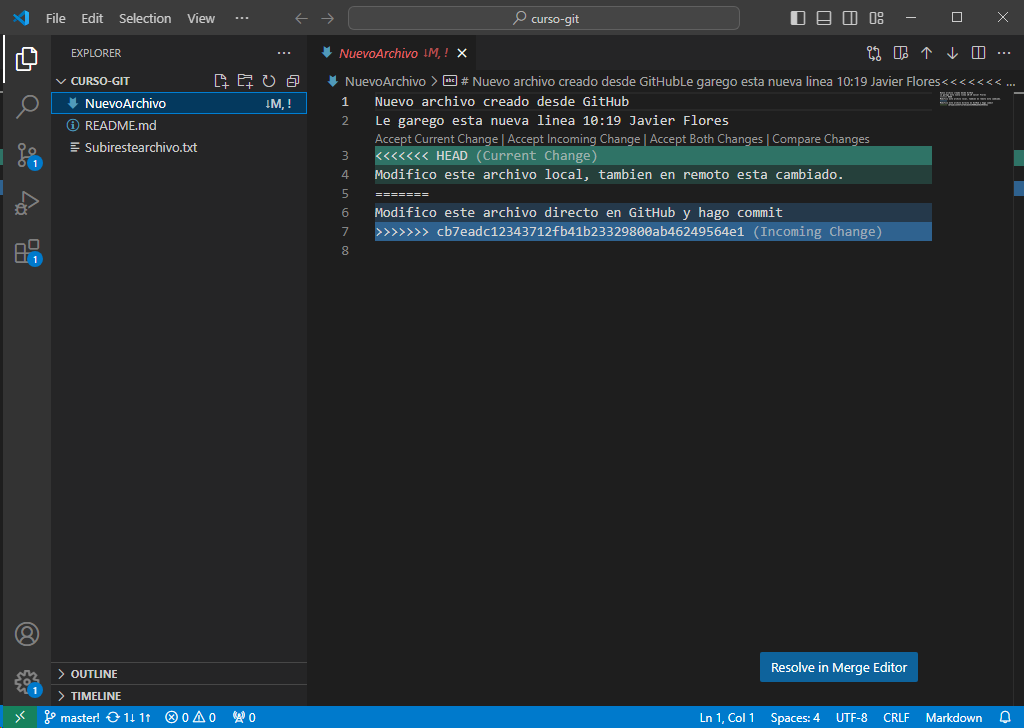 File Edit Selection View ···
curso-git
EXPLORER ···
CURSO-GIT
NuevoArchivo ↓M, !
README.md
Subirestearchivo.txt
NuevoArchivo ↓M, !
NuevoArchivo > # Nuevo archivo creado desde GitHubLe garego esta nueva linea 10:19 Javier Flores<<<<<<< ...
1 Nuevo archivo creado desde GitHub
2 Le garego esta nueva linea 10:19 Javier Flores
Accept Current Change | Accept Incoming Change | Accept Both Changes | Compare Changes
3 <<<<<<< HEAD (Current Change)
4 Modifico este archivo local, tambien en remoto esta cambiado.
5 =======
6 Modifico este archivo directo en GitHub y hago commit
7 >>>>>>> cb7eadc12343712fb41b23329800ab46249564e1 (Incoming Change)
8
1
1
Resolve in Merge Editor
OUTLINE
TIMELINE
1
master! 1↓ 1↑ 0 0 0 Ln 1, Col 1 Spaces: 4 UTF-8 CRLF Markdown